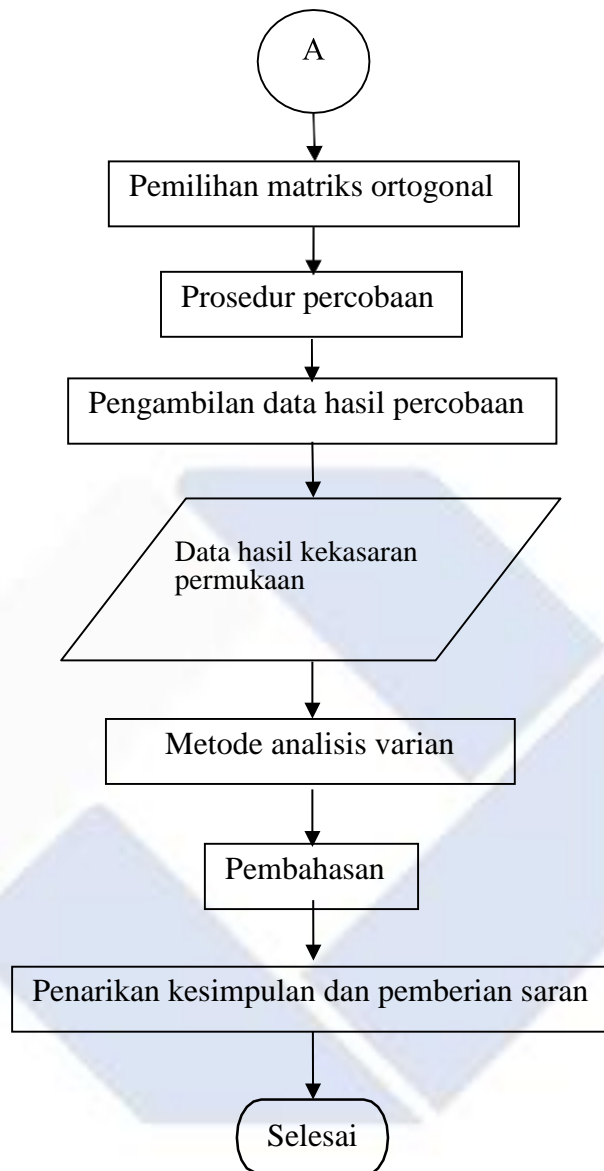 A
Pemilihan matriks ortogonal
Prosedur percobaan
Pengambilan data hasil percobaan
Data hasil kekasaran
permukaan
Metode analisis varian
Pembahasan
Penarikan kesimpulan dan pemberian saran
Selesai